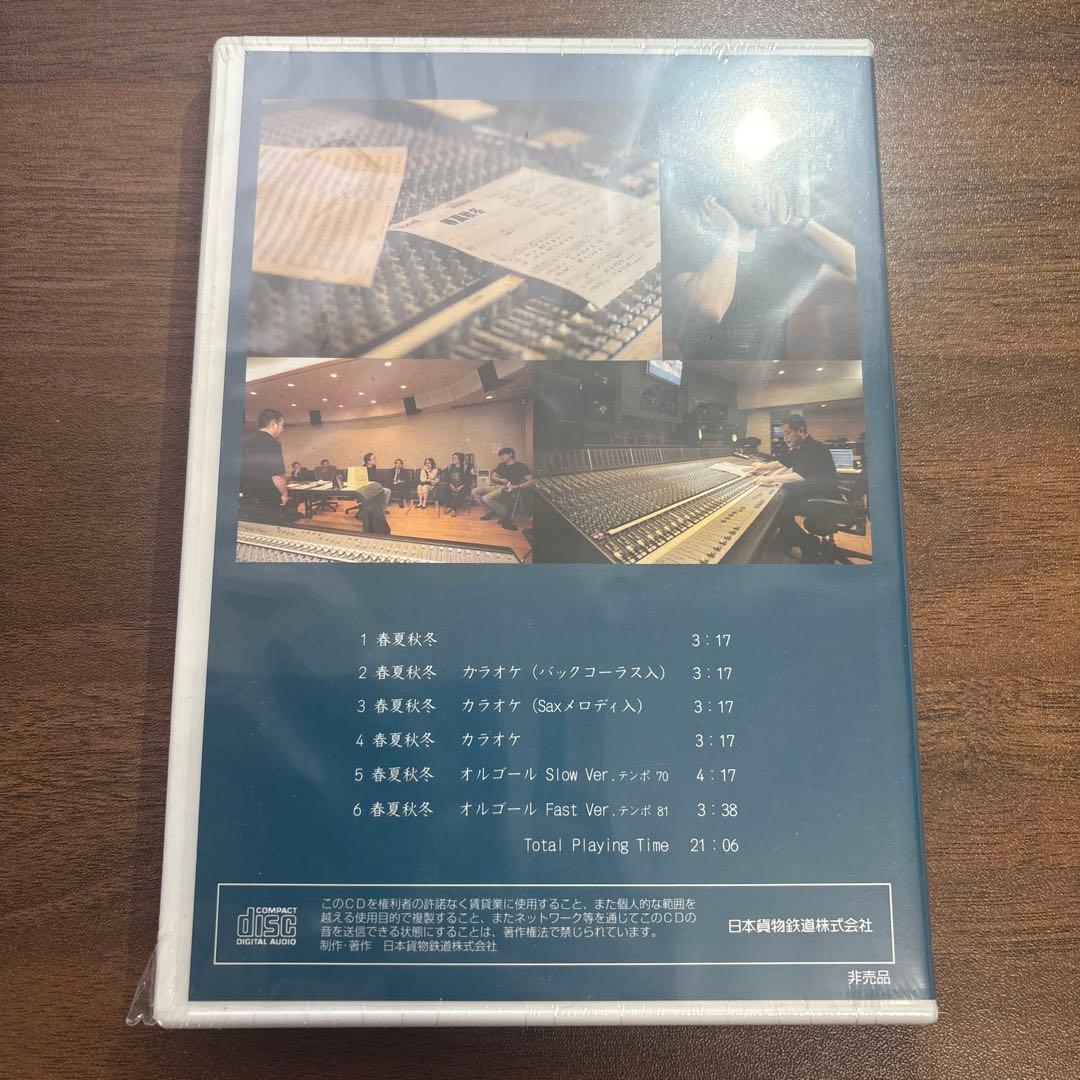 春夏秋冬
1 春夏秋冬 3:17
2 春夏秋冬 カラオケ(バックコーラス入) 3:17
3 春夏秋冬 カラオケ(Saxメロディ入) 3:17
4 春夏秋冬 カラオケ 3:17
5 春夏秋冬 オルゴール Slow Ver.テンポ 70 4:17
6 春夏秋冬 オルゴール Fast Ver.テンポ 81 3:38
Total Playing Time 21:06
COMPACT
disc
DIGITAL AUDIO
このCDを権利者の許諾なく賃貸業に使用すること、また個人的な範囲を
越える使用目的で複製すること、またネットワーク等を通じてこのCDの
音を送信できる状態にすることは、著作権法で禁じられています。
制作・著作 日本貨物鉄道株式会社
日本貨物鉄道株式会社
非売品